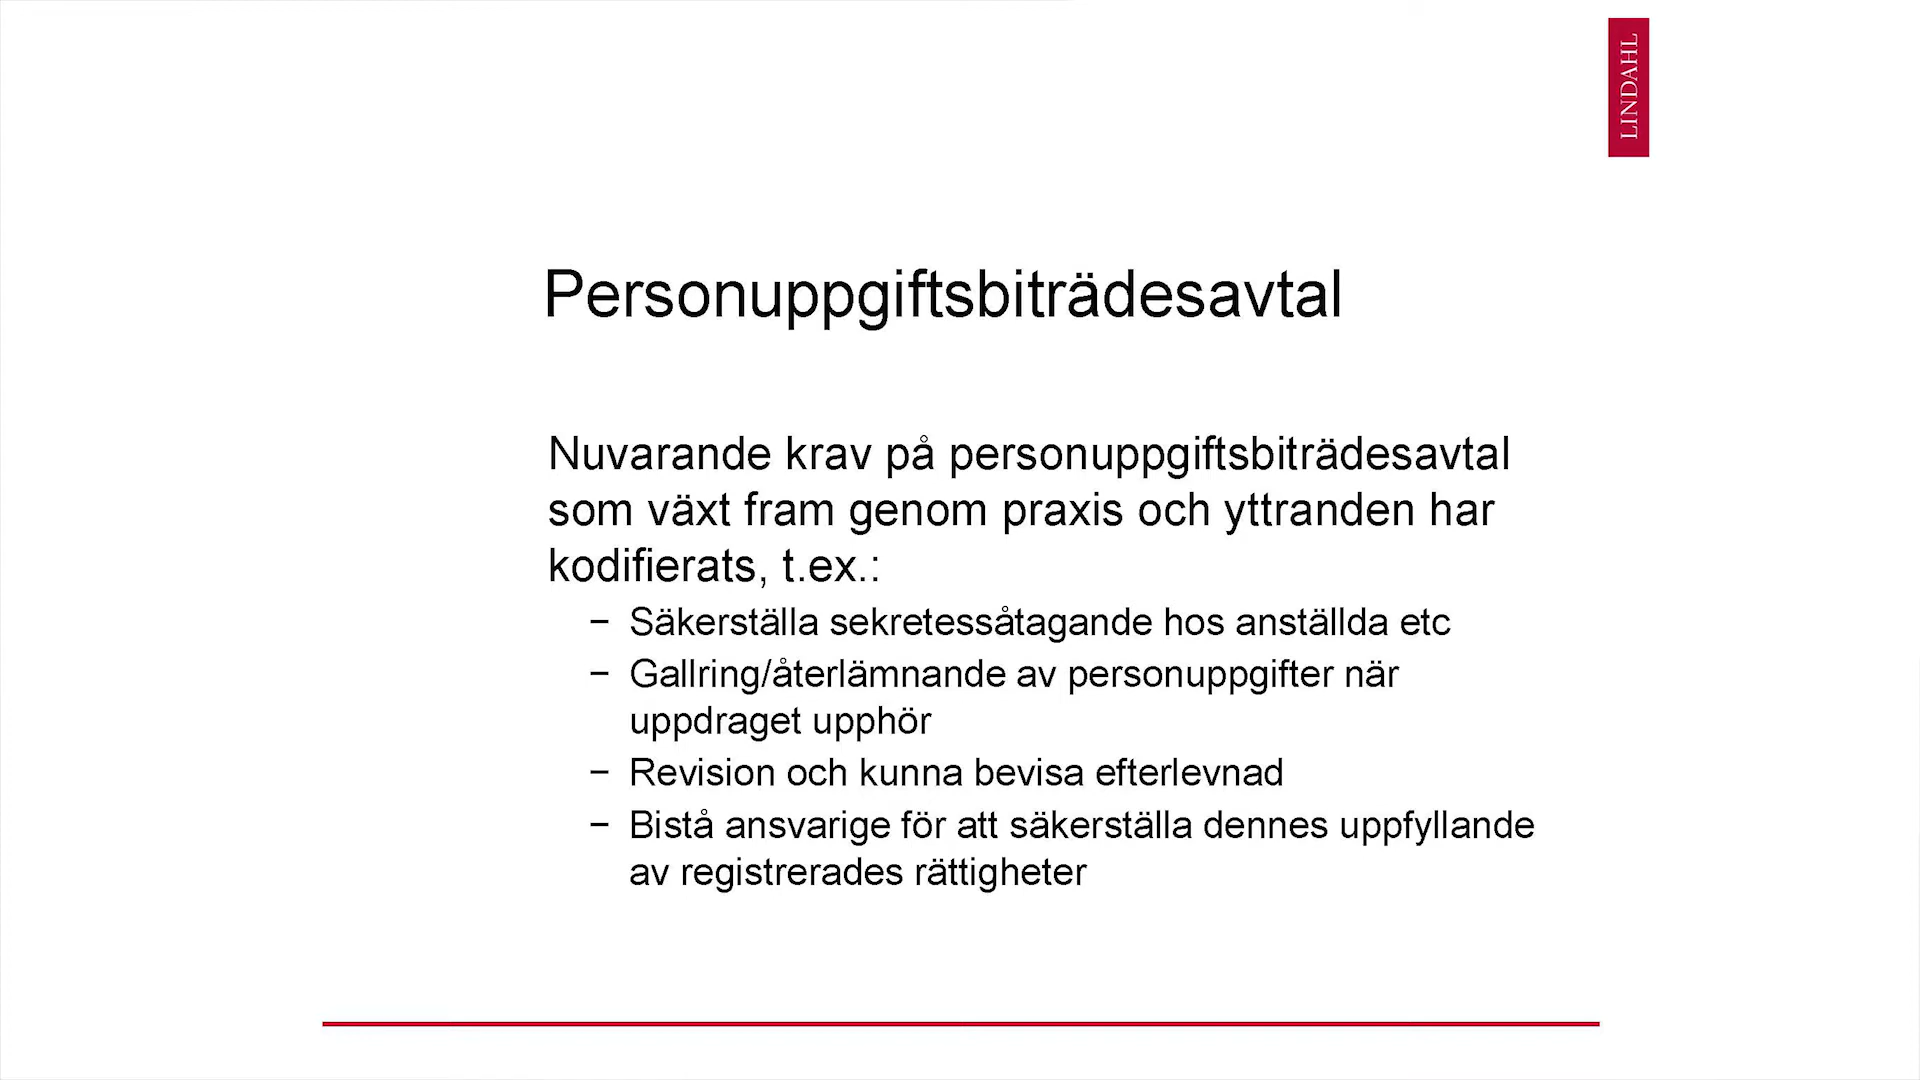 LINDAHL
Personuppgiftsbiträdesavtal
Nuvarande krav på personuppgiftsbiträdesavtal
som växt fram genom praxis och yttranden har
kodifierats, t.ex.:
− Säkerställa sekretessåtagande hos anställda etc
− Gallring/återlämnande av personuppgifter när
uppdraget upphör
− Revision och kunna bevisa efterlevnad
− Bistå ansvarige för att säkerställa dennes uppfyllande
av registrerades rättigheter